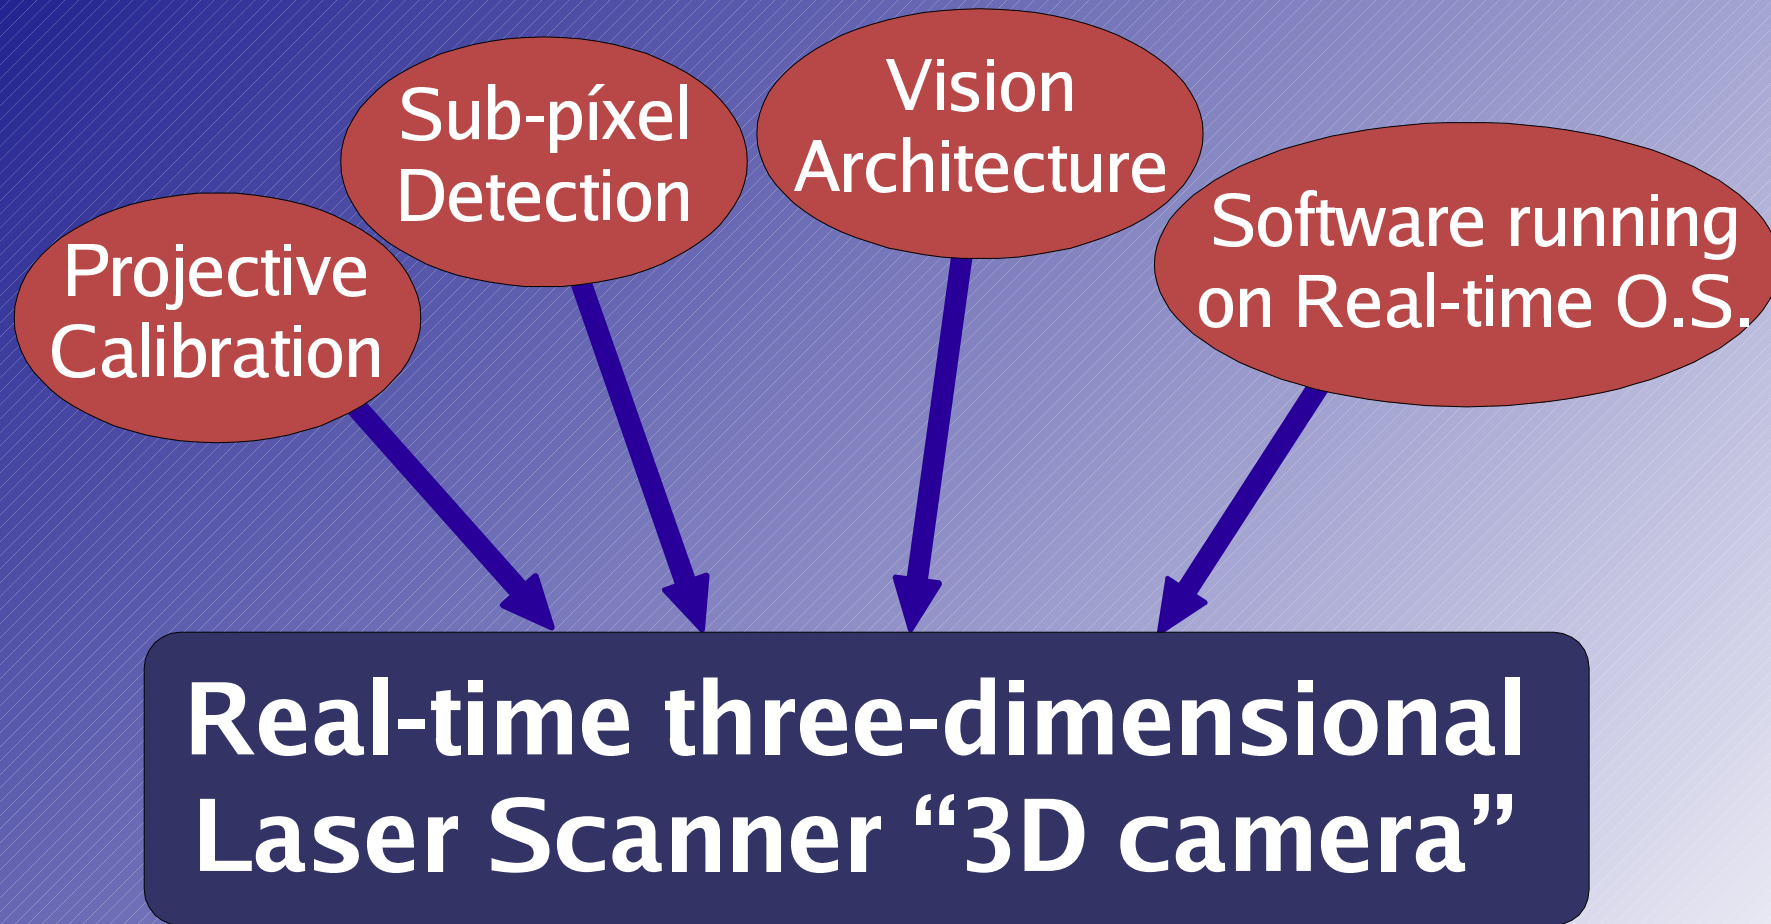 Projective
Calibration
Sub-píxel
Detection
Vision
Architecture
Software running
on Real-time O.S.
Real-time three-dimensional
Laser Scanner “3D camera”